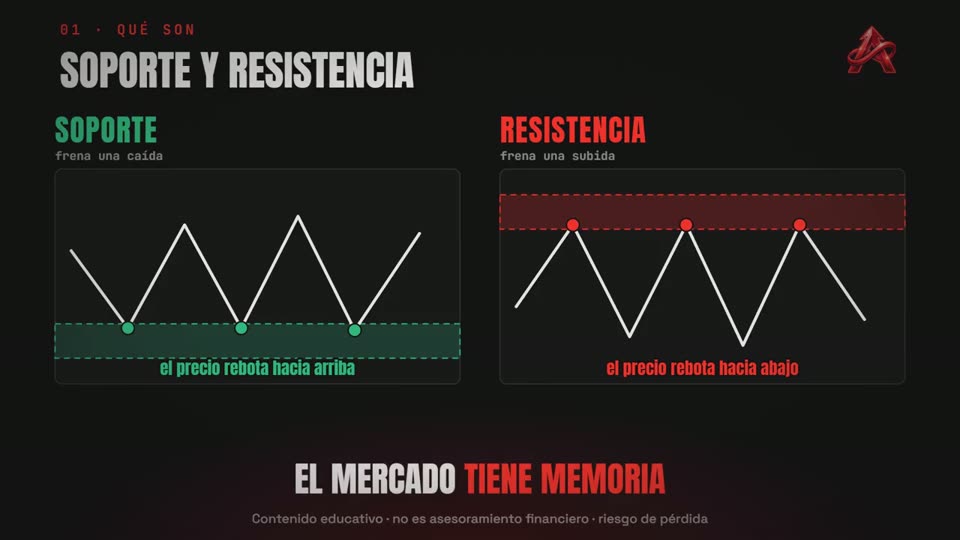 01 · QUÉ SON
SOPORTE Y RESISTENCIA
SOPORTE
frena una caída
el precio rebota hacia arriba
RESISTENCIA
frena una subida
el precio rebota hacia abajo
EL MERCADO TIENE MEMORIA
Contenido educativo · no es asesoramiento financiero · riesgo de pérdida